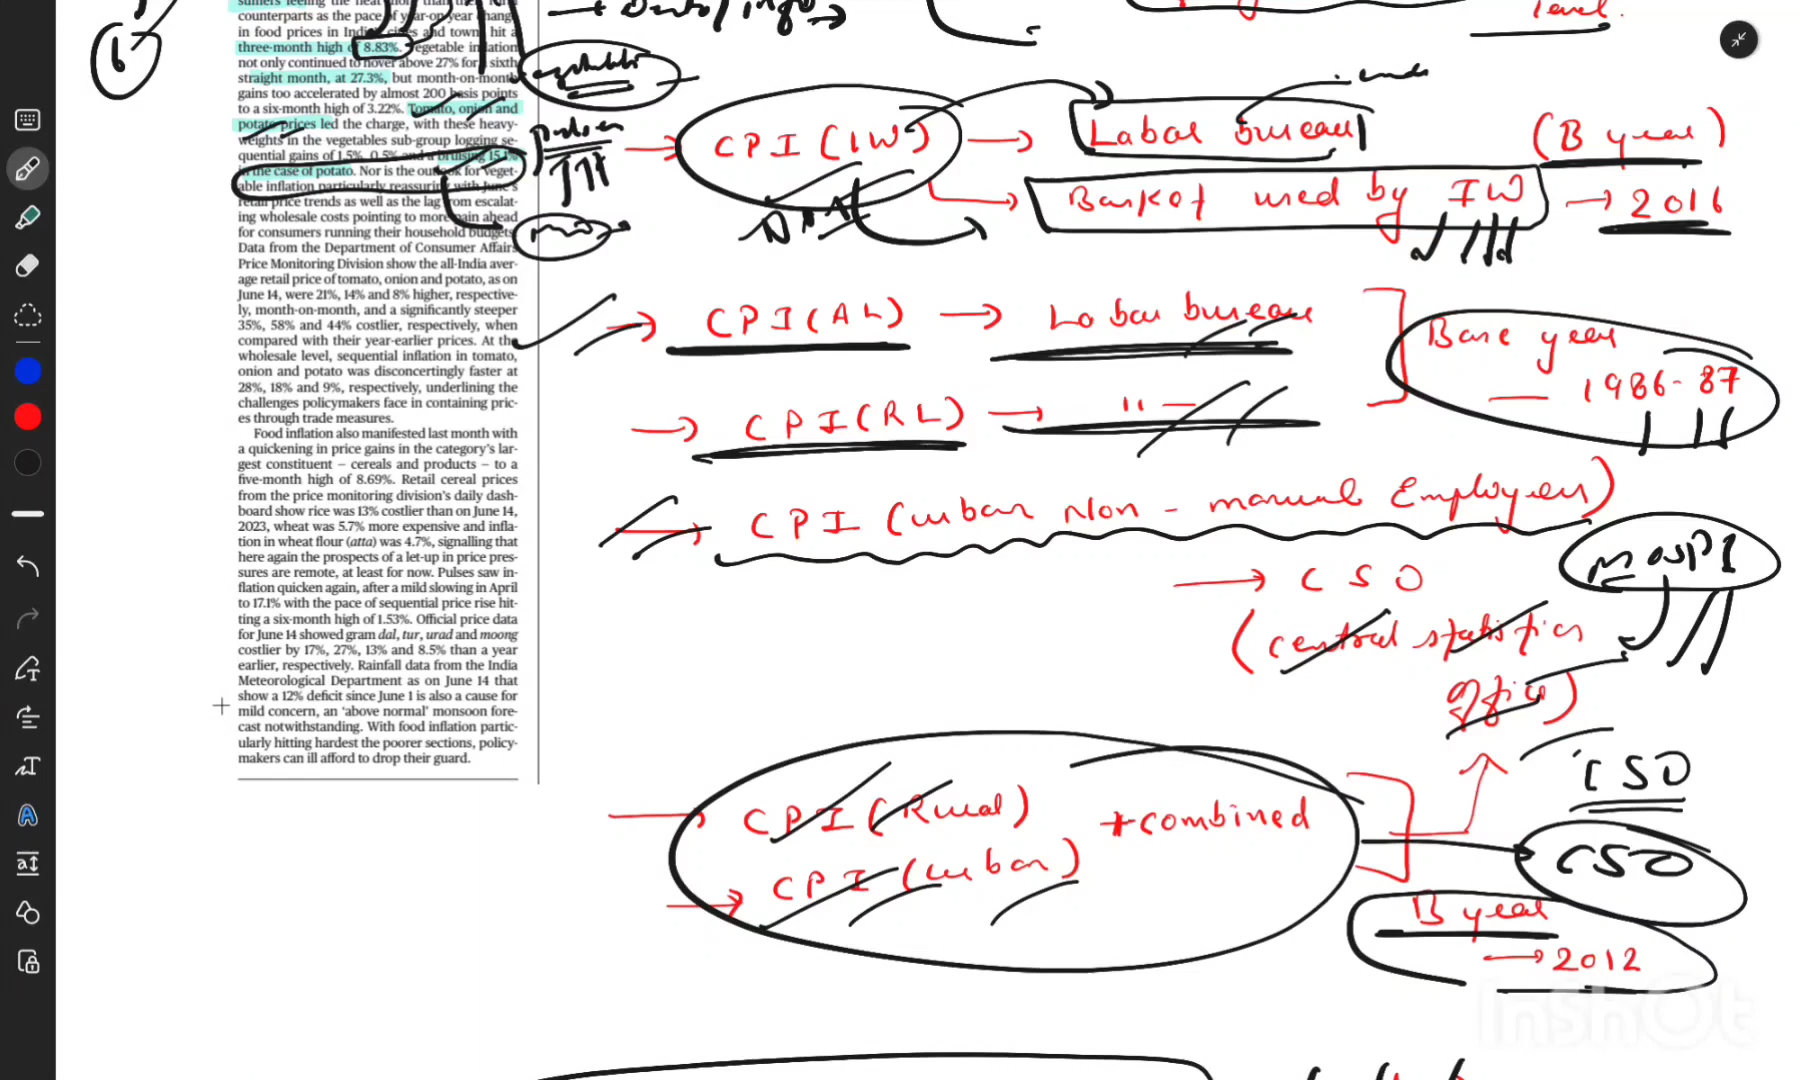 sumers feeling the heat more than their rural
counterparts as the pace of year-on-year change
in food prices in India's cities and towns hit a
three-month high of 8.83%. Vegetable inflation
not only continued to hover above 27% for a sixth
straight month, at 27.3%, but month-on-month
gains too accelerated by almost 200 basis points
to a six-month high of 3.22%. Tomato, onion and
potato prices led the charge, with these heavy-
weights in the vegetables sub-group logging se-
quential gains of 1.5%, 0.5% and a bruising 15.1%
in the case of potato. Nor is the outlook for veget-
able inflation particularly reassuring with June's
retail price trends as well as the lag from escalat-
ing wholesale costs pointing to more pain ahead
for consumers running their household budgets.
Data from the Department of Consumer Affairs
Price Monitoring Division show the all-India aver-
age retail price of tomato, onion and potato, as on
June 14, were 21%, 14% and 8% higher, respective-
ly, month-on-month, and a significantly steeper
35%, 58% and 44% costlier, respectively, when
compared with their year-earlier prices. At the
wholesale level, sequential inflation in tomato,
onion and potato was disconcertingly faster at
28%, 18% and 9%, respectively, underlining the
challenges policymakers face in containing pric-
es through trade measures.
Food inflation also manifested last month with
a quickening in price gains in the category's lar-
gest constituent – cereals and products – to a
five-month high of 8.69%. Retail cereal prices
from the price monitoring division's daily dash-
board show rice was 13% costlier than on June 14,
2023, wheat was 5.7% more expensive and infla-
tion in wheat flour (atta) was 4.7%, signalling that
here again the prospects of a let-up in price pres-
sures are remote, at least for now. Pulses saw in-
flation quicken again, after a mild slowing in April
to 17.1% with the pace of sequential price rise hit-
ting a six-month high of 1.53%. Official price data
for June 14 showed gram dal, tur, urad and moong
costlier by 17%, 27%, 13% and 8.5% than a year
earlier, respectively. Rainfall data from the India
Meteorological Department as on June 14 that
show a 12% deficit since June 1 is also a cause for
mild concern, an 'above normal' monsoon fore-
cast notwithstanding. With food inflation partic-
ularly hitting hardest the poorer sections, policy-
makers can ill afford to drop their guard.
6
level.
CPI (IW) → Labor bureau (B year)
→ Basket used by IW → 2016
→ CPI (AL) → Labor bureau
Base year
— 1986-87
→ CPI (RL) → "—
→ CPI (urban Non-manual Employees)
MOSPI
→ CSO
(central statistics
office)
CSO
→ CPI (Rural) + combined
→ CPI (urban)
CSO
B year
→ 2012
InShOt